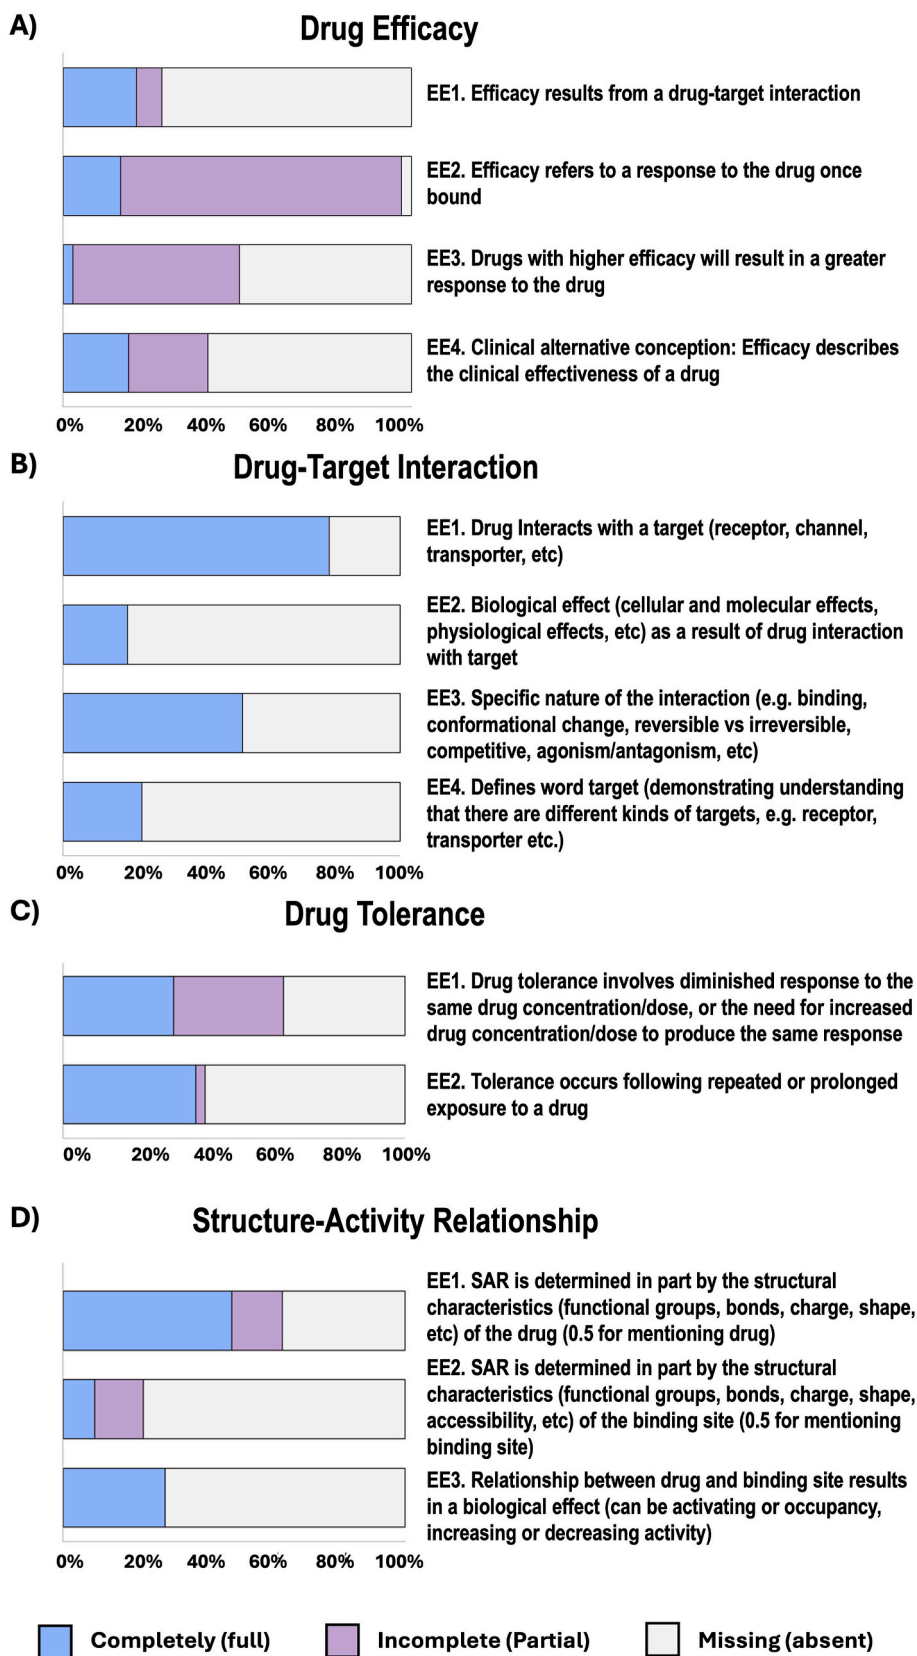 A)
Drug Efficacy
EE1. Efficacy results from a drug-target interaction
EE2. Efficacy refers to a response to the drug once
bound
EE3. Drugs with higher efficacy will result in a greater
response to the drug
EE4. Clinical alternative conception: Efficacy describes
the clinical effectiveness of a drug
0% 20% 40% 60% 80% 100%
B)
Drug-Target Interaction
EE1. Drug Interacts with a target (receptor, channel,
transporter, etc)
EE2. Biological effect (cellular and molecular effects,
physiological effects, etc) as a result of drug interaction
with target
EE3. Specific nature of the interaction (e.g. binding,
conformational change, reversible vs irreversible,
competitive, agonism/antagonism, etc)
EE4. Defines word target (demonstrating understanding
that there are different kinds of targets, e.g. receptor,
transporter etc.)
0% 20% 40% 60% 80% 100%
C)
Drug Tolerance
EE1. Drug tolerance involves diminished response to the
same drug concentration/dose, or the need for increased
drug concentration/dose to produce the same response
EE2. Tolerance occurs following repeated or prolonged
exposure to a drug
0% 20% 40% 60% 80% 100%
D)
Structure-Activity Relationship
EE1. SAR is determined in part by the structural
characteristics (functional groups, bonds, charge, shape,
etc) of the drug (0.5 for mentioning drug)
EE2. SAR is determined in part by the structural
characteristics (functional groups, bonds, charge, shape,
accessibility, etc) of the binding site (0.5 for mentioning
binding site)
EE3. Relationship between drug and binding site results
in a biological effect (can be activating or occupancy,
increasing or decreasing activity)
0% 20% 40% 60% 80% 100%
Completely (full) Incomplete (Partial) Missing (absent)